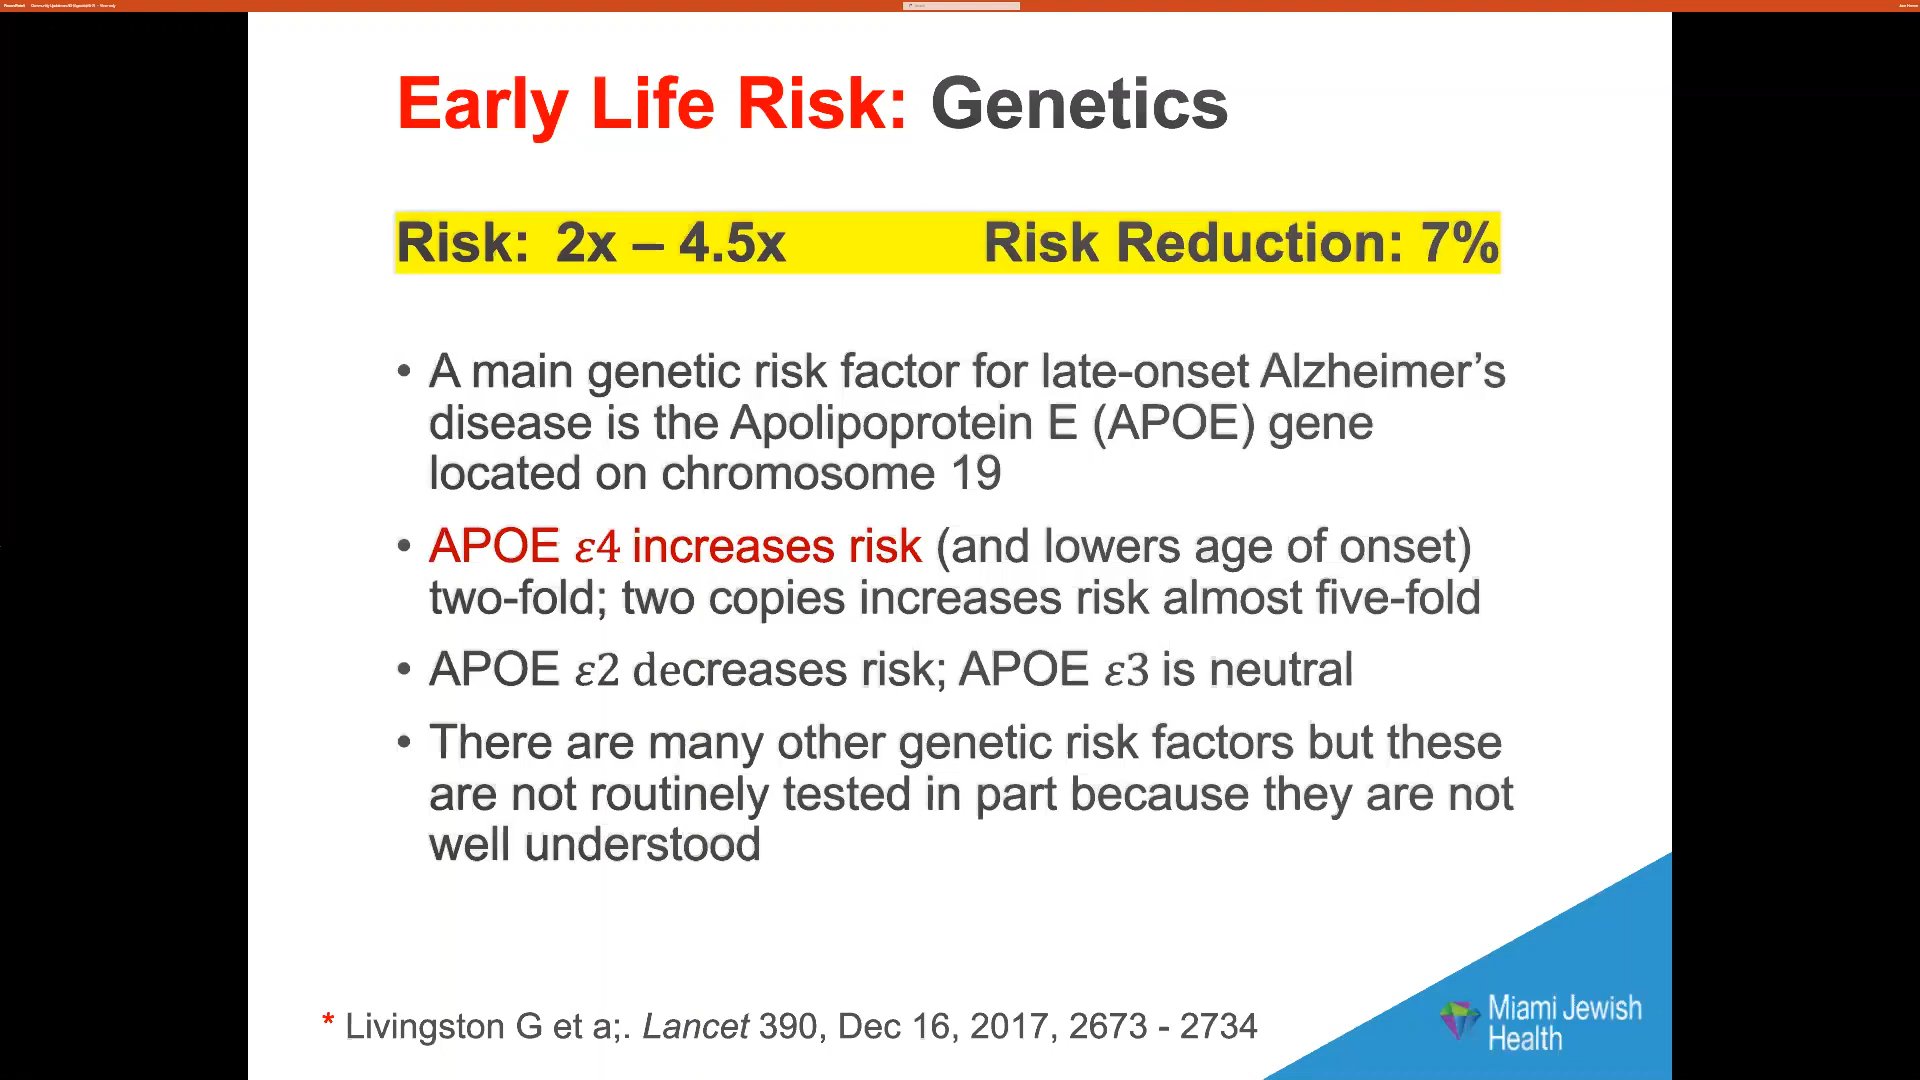 Early Life Risk: Genetics
Risk: 2x – 4.5x Risk Reduction: 7%
• A main genetic risk factor for late-onset Alzheimer’s
disease is the Apolipoprotein E (APOE) gene
located on chromosome 19
• APOE ε4 increases risk (and lowers age of onset)
two-fold; two copies increases risk almost five-fold
• APOE ε2 decreases risk; APOE ε3 is neutral
• There are many other genetic risk factors but these
are not routinely tested in part because they are not
well understood
* Livingston G et a;. Lancet 390, Dec 16, 2017, 2673 - 2734
Miami Jewish
Health